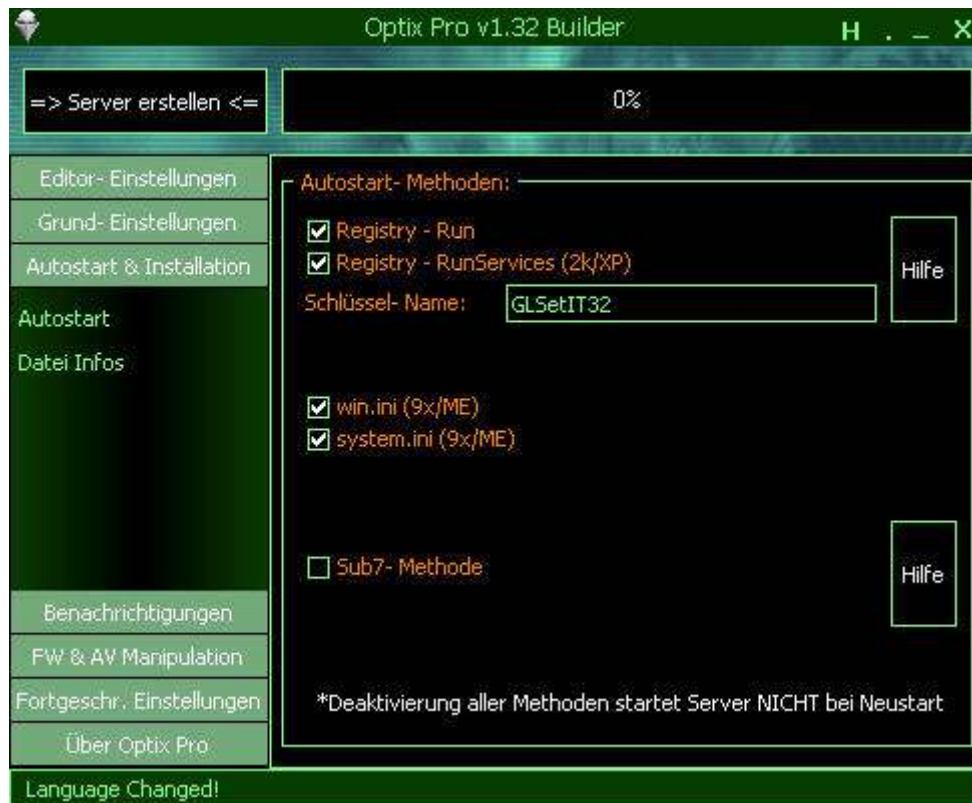 Optix Pro v1.32 Builder
H . _ X
=> Server erstellen <=
0%
Editor- Einstellungen
Grund- Einstellungen
Autostart & Installation
Autostart
Datei Infos
Benachrichtigungen
FW & AV Manipulation
Fortgeschr. Einstellungen
Über Optix Pro
Autostart- Methoden:
Registry - Run
Registry - RunServices (2k/XP)
Schlüssel- Name:
GLSetIT32
Hilfe
win.ini (9x/ME)
system.ini (9x/ME)
Sub7- Methode
Hilfe
*Deaktivierung aller Methoden startet Server NICHT bei Neustart
Language Changed!